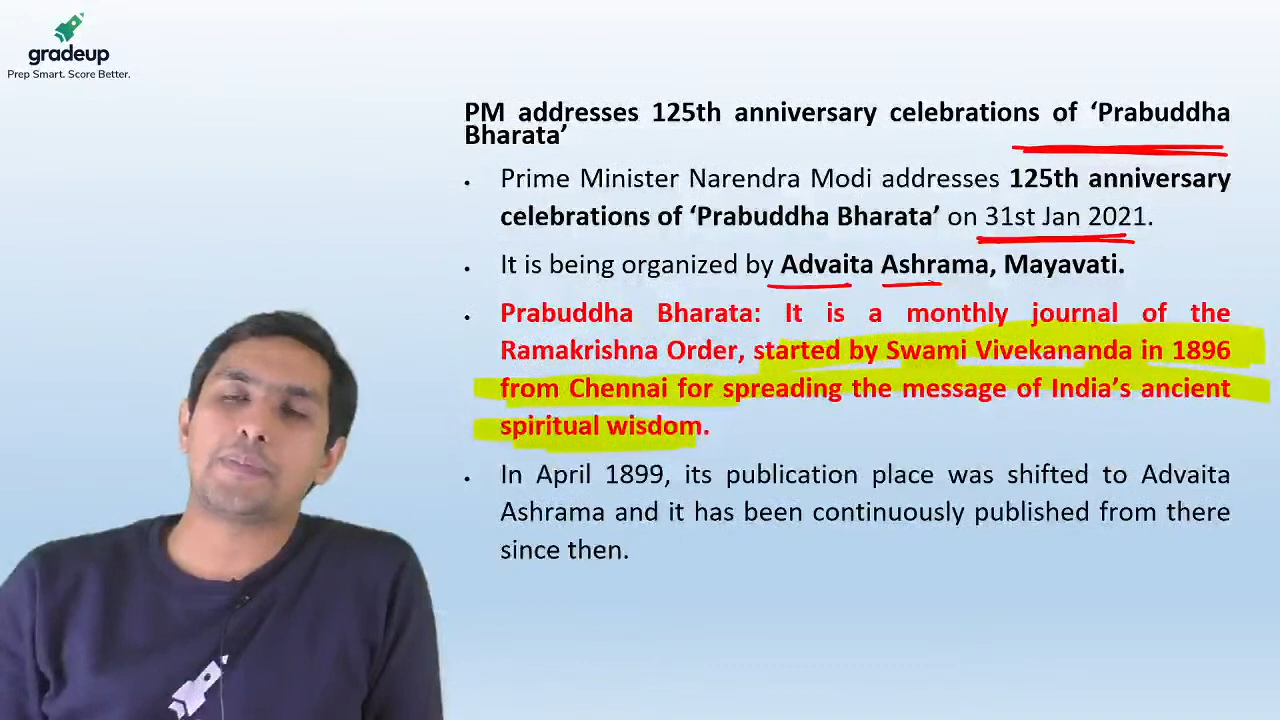 gradeup
Prep Smart. Score Better.
PM addresses 125th anniversary celebrations of ‘Prabuddha
Bharata’
• Prime Minister Narendra Modi addresses 125th anniversary
celebrations of ‘Prabuddha Bharata’ on 31st Jan 2021.
• It is being organized by Advaita Ashrama, Mayavati.
• Prabuddha Bharata: It is a monthly journal of the
Ramakrishna Order, started by Swami Vivekananda in 1896
from Chennai for spreading the message of India’s ancient
spiritual wisdom.
• In April 1899, its publication place was shifted to Advaita
Ashrama and it has been continuously published from there
since then.